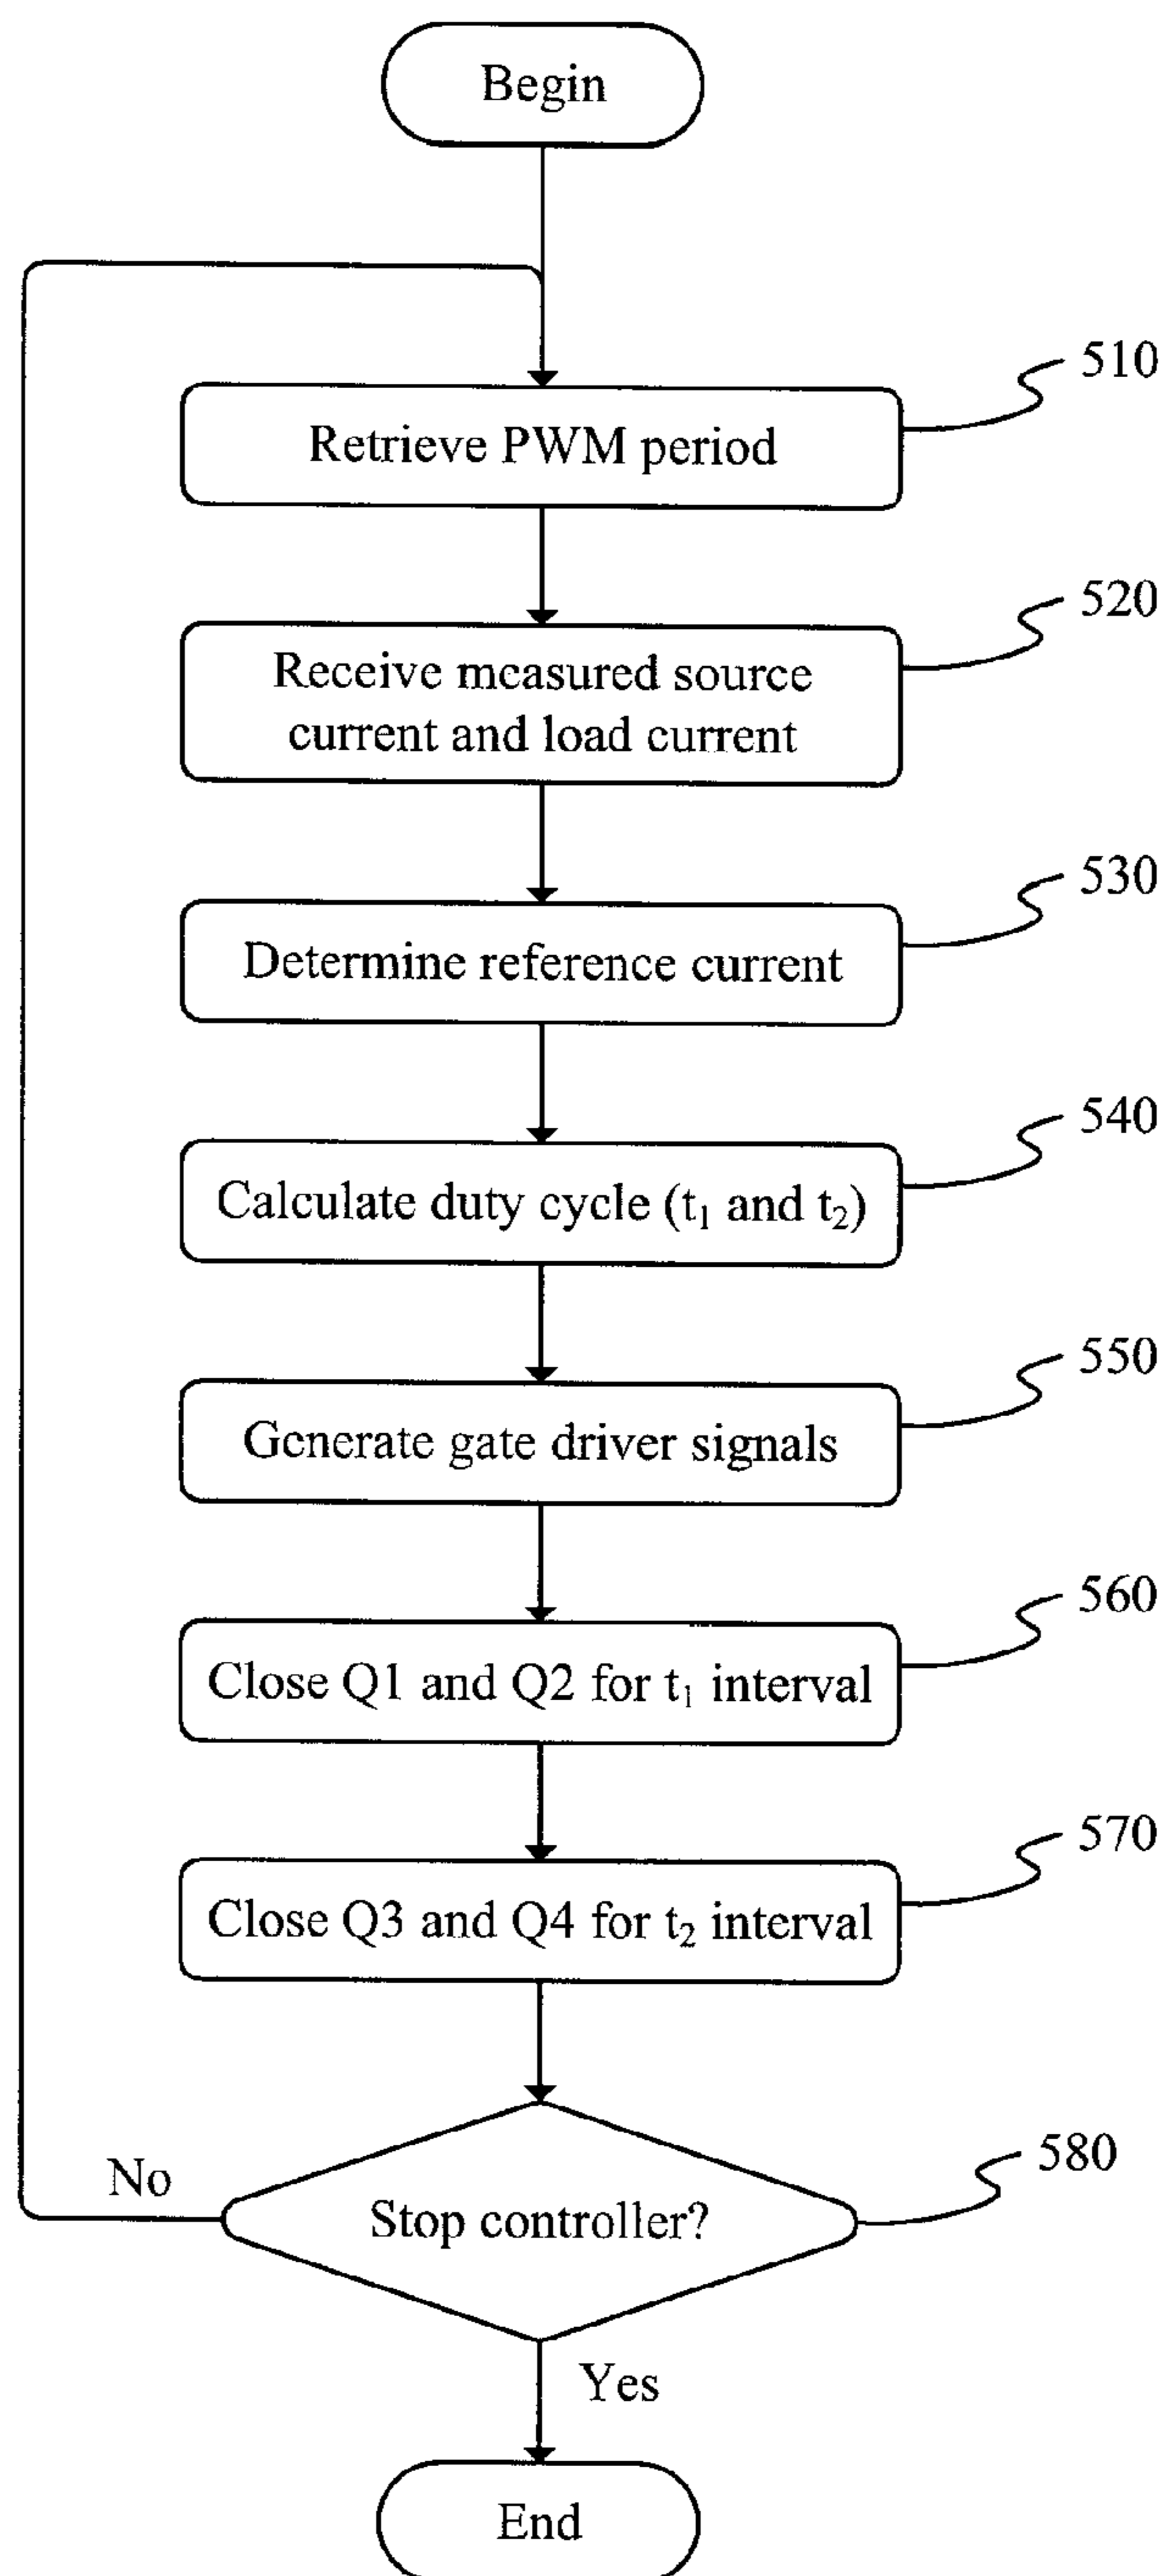 Begin
510
Retrieve PWM period
520
Receive measured source
current and load current
530
Determine reference current
540
Calculate duty cycle (t₁ and t₂)
550
Generate gate driver signals
560
Close Q1 and Q2 for t₁ interval
570
Close Q3 and Q4 for t₂ interval
580
No
Stop controller?
Yes
End